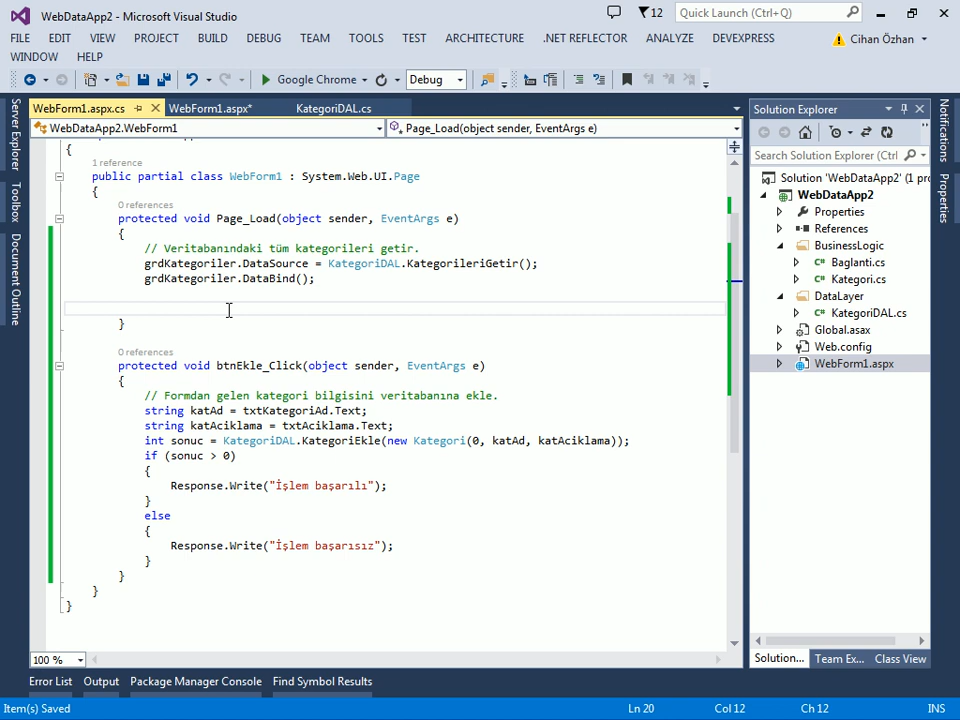 WebDataApp2 - Microsoft Visual Studio
12
Quick Launch (Ctrl+Q)
FILE EDIT VIEW PROJECT BUILD DEBUG TEAM TOOLS TEST ARCHITECTURE .NET REFLECTOR ANALYZE DEVEXPRESS
Cihan Özhan
WINDOW HELP
Google Chrome
Debug
WebForm1.aspx.cs
WebForm1.aspx*
KategoriDAL.cs
WebDataApp2.WebForm1
Page_Load(object sender, EventArgs e)
{
1 reference
public partial class WebForm1 : System.Web.UI.Page
{
0 references
protected void Page_Load(object sender, EventArgs e)
{
// Veritabanındaki tüm kategorileri getir.
grdKategoriler.DataSource = KategoriDAL.KategorileriGetir();
grdKategoriler.DataBind();
}
0 references
protected void btnEkle_Click(object sender, EventArgs e)
{
// Formdan gelen kategori bilgisini veritabanına ekle.
string katAd = txtKategoriAd.Text;
string katAciklama = txtAciklama.Text;
int sonuc = KategoriDAL.KategoriEkle(new Kategori(0, katAd, katAciklama));
if (sonuc > 0)
{
Response.Write("İşlem başarılı");
}
else
{
Response.Write("İşlem başarısız");
}
}
}
}
100 %
Server Explorer
Toolbox
Document Outline
Solution Explorer
Search Solution Explorer (Ctrl
Solution 'WebDataApp2' (1 pro
WebDataApp2
Properties
References
BusinessLogic
Baglanti.cs
Kategori.cs
DataLayer
KategoriDAL.cs
Global.asax
Web.config
WebForm1.aspx
Solution...
Team Ex...
Class View
Notifications
Properties
Error List
Output
Package Manager Console
Find Symbol Results
Item(s) Saved
Ln 20
Col 12
Ch 12
INS